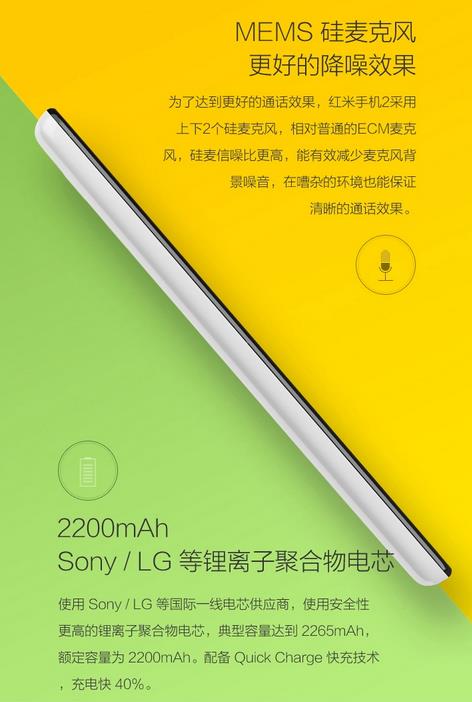 MEMS 硅麦克风
更好的降噪效果
为了达到更好的通话效果，红米手机2采用
上下2个硅麦克风，相对普通的ECM麦克
风，硅麦信噪比更高，能有效减少麦克风背
景噪音，在嘈杂的环境也能保证
清晰的通话效果。
2200mAh
Sony / LG 等锂离子聚合物电芯
使用 Sony / LG 等国际一线电芯供应商，使用安全性
更高的锂离子聚合物电芯，典型容量达到 2265mAh，
额定容量为 2200mAh。配备 Quick Charge 快充技术
，充电快 40%。